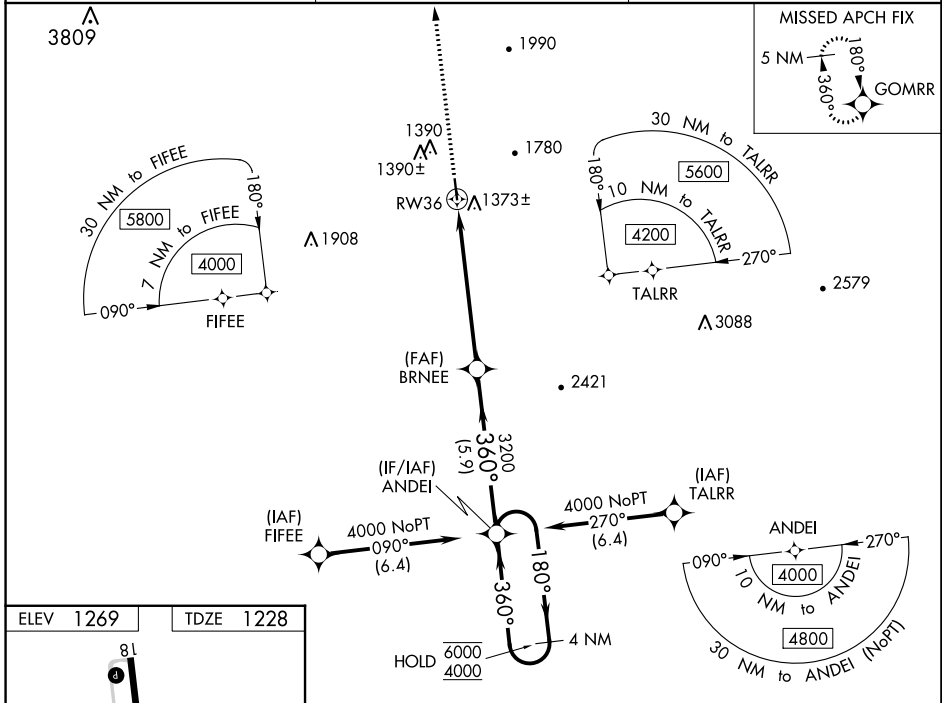 3809
1990
MISSED APCH FIX
5 NM
180°
360°
GOMRR
1390
1390±
1780
RW36
1373±
30 NM to FIFEE
5800
7 NM to FIFEE
4000
180°
090°
FIFEE
1908
30 NM to TALRR
5600
10 NM to TALRR
4200
180°
270°
TALRR
2579
3088
(FAF)
BRNEE
2421
3200
360°
(5.9)
(IF/IAF)
ANDEI
(IAF)
TALRR
4000 NoPT
270°
(6.4)
(IAF)
FIFEE
4000 NoPT
090°
(6.4)
360°
180°
4 NM
HOLD
6000
4000
ANDEI
090°
270°
4000
10 NM to ANDEI
4800
30 NM to ANDEI (NoPT)
ELEV 1269
TDZE 1228
18
P